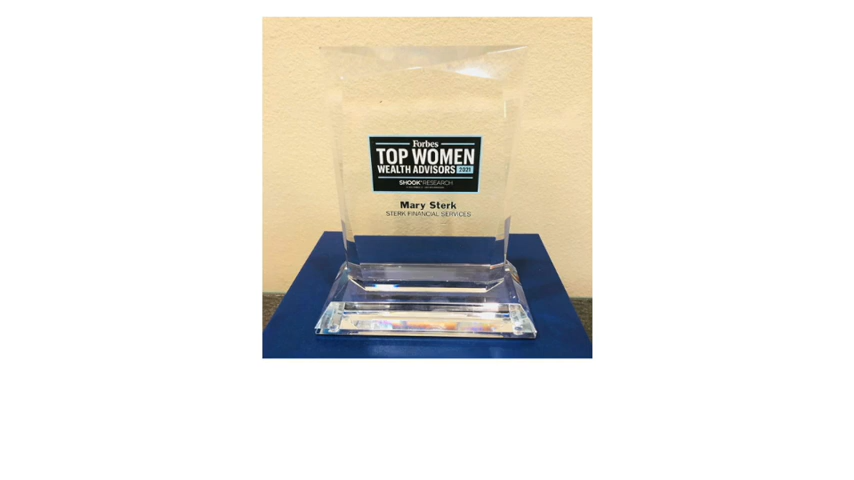 Forbes
TOP WOMEN
WEALTH ADVISORS 2021
SHOOK RESEARCH
Mary Sterk
STERK FINANCIAL SERVICES